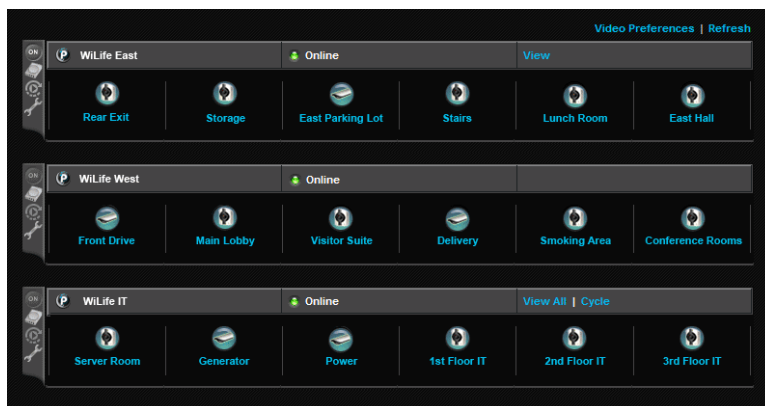 Video Preferences | Refresh
ON
P WiLife East Online View
Rear Exit Storage East Parking Lot Stairs Lunch Room East Hall
ON
P WiLife West Online
Front Drive Main Lobby Visitor Suite Delivery Smoking Area Conference Rooms
ON
P WiLife IT Online View All | Cycle
Server Room Generator Power 1st Floor IT 2nd Floor IT 3rd Floor IT